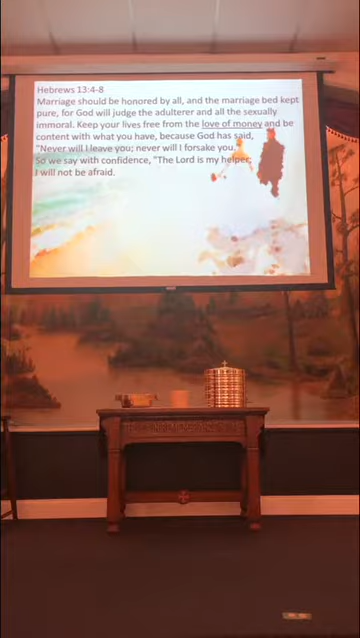 Hebrews 13:4-8
Marriage should be honored by all, and the marriage bed kept
pure, for God will judge the adulterer and all the sexually
immoral. Keep your lives free from the love of money and be
content with what you have, because God has said,
"Never will I leave you; never will I forsake you."
So we say with confidence, "The Lord is my helper;
I will not be afraid.